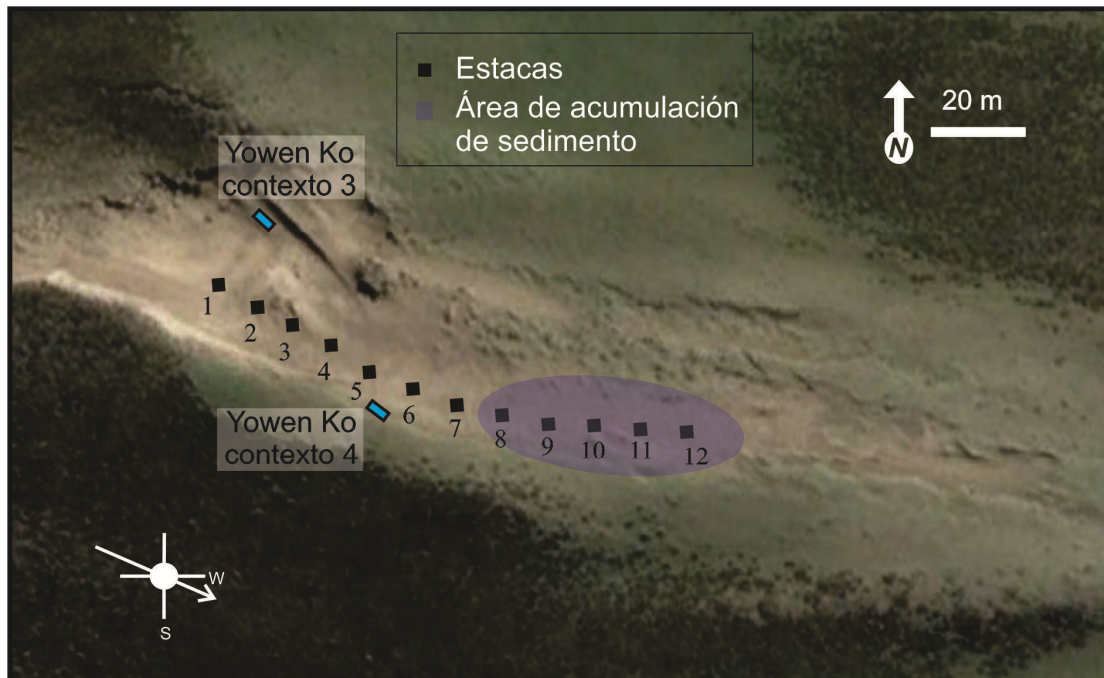 Estacas
Área de acumulación
de sedimento
N
20 m
Yowen Ko
contexto 3
1
2
3
4
5
6
7
8
9
10
11
12
Yowen Ko
contexto 4
W
S